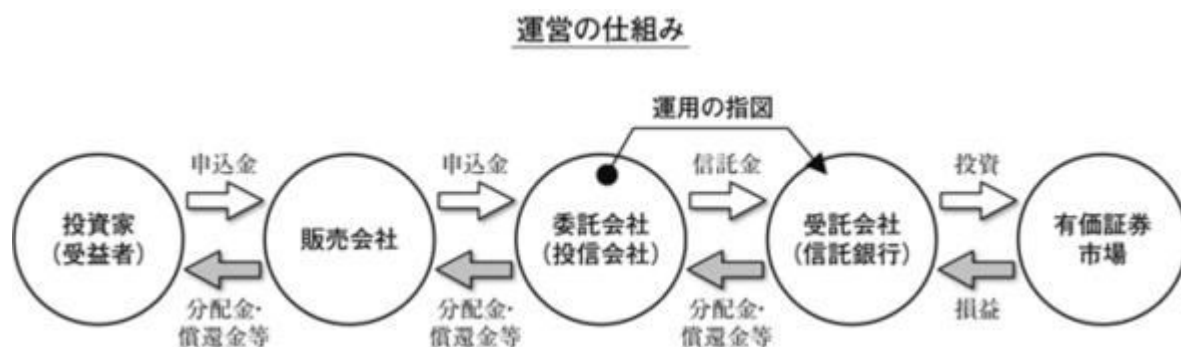 運営の仕組み
運用の指図
申込金
申込金
信託金
投資
投資家
(受益者)
販売会社
委託会社
(投信会社)
受託会社
(信託銀行)
有価証券
市場
分配金・
償還金等
分配金・
償還金等
分配金・
償還金等
損益